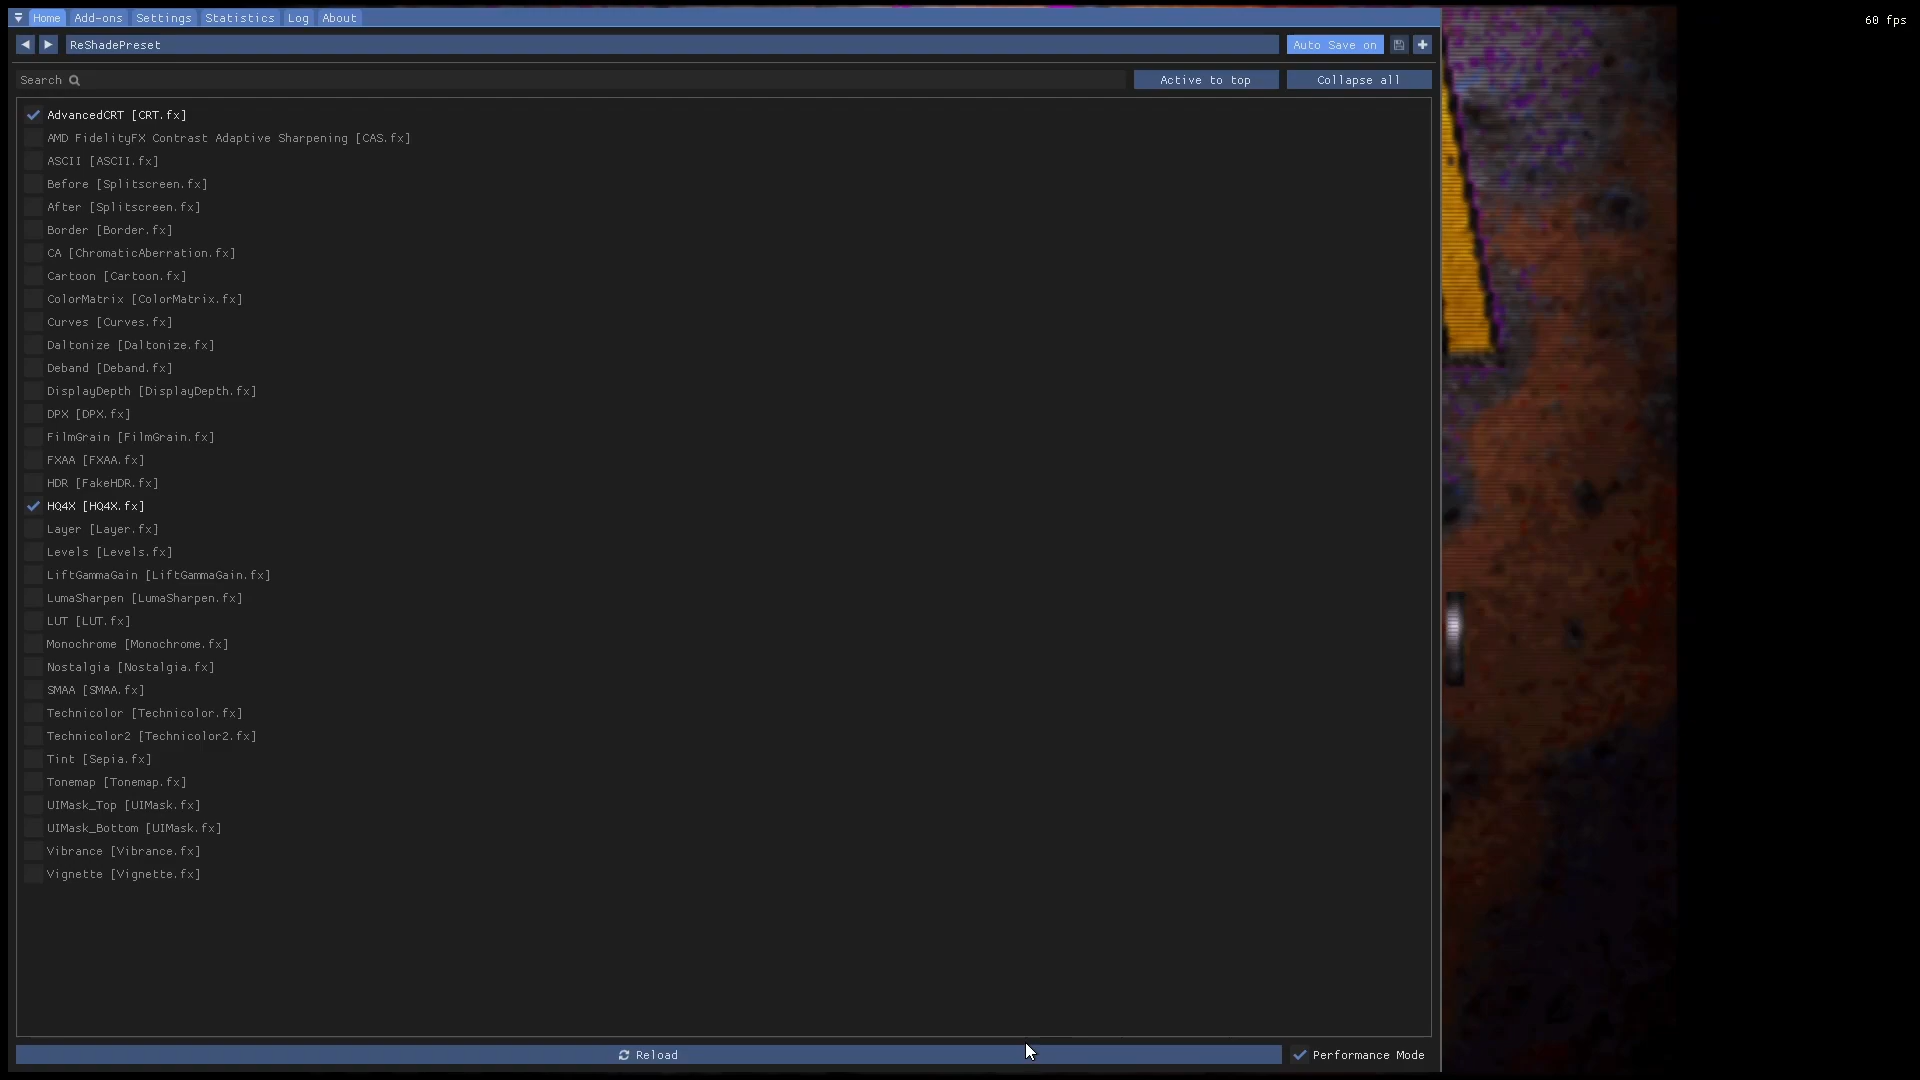 Home Add-ons Settings Statistics Log About
60 fps
ReShadePreset Auto Save on
Search Active to top Collapse all
AdvancedCRT [CRT.fx]
AMD FidelityFX Contrast Adaptive Sharpening [CAS.fx]
ASCII [ASCII.fx]
Before [Splitscreen.fx]
After [Splitscreen.fx]
Border [Border.fx]
CA [ChromaticAberration.fx]
Cartoon [Cartoon.fx]
ColorMatrix [ColorMatrix.fx]
Curves [Curves.fx]
Daltonize [Daltonize.fx]
Deband [Deband.fx]
DisplayDepth [DisplayDepth.fx]
DPX [DPX.fx]
FilmGrain [FilmGrain.fx]
FXAA [FXAA.fx]
HDR [FakeHDR.fx]
HQ4X [HQ4X.fx]
Layer [Layer.fx]
Levels [Levels.fx]
LiftGammaGain [LiftGammaGain.fx]
LumaSharpen [LumaSharpen.fx]
LUT [LUT.fx]
Monochrome [Monochrome.fx]
Nostalgia [Nostalgia.fx]
SMAA [SMAA.fx]
Technicolor [Technicolor.fx]
Technicolor2 [Technicolor2.fx]
Tint [Sepia.fx]
Tonemap [Tonemap.fx]
UIMask_Top [UIMask.fx]
UIMask_Bottom [UIMask.fx]
Vibrance [Vibrance.fx]
Vignette [Vignette.fx]
Reload Performance Mode